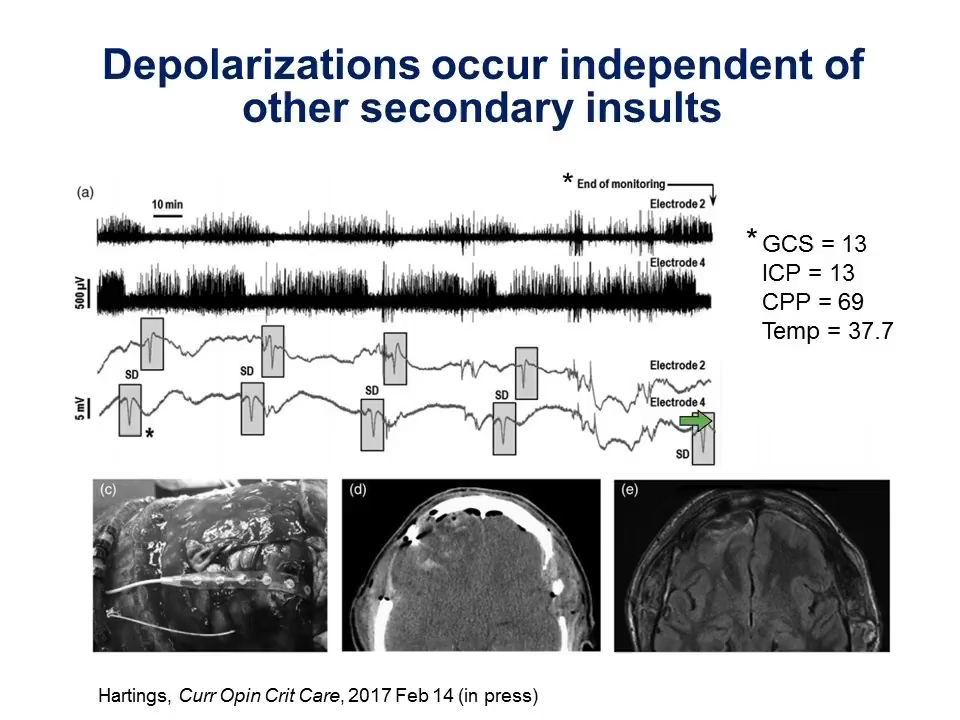 Depolarizations occur independent of
other secondary insults
(a)
* End of monitoring
10 min
Electrode 2
500 µV
Electrode 4
* GCS = 13
ICP = 13
CPP = 69
Temp = 37.7
SD
SD
SD
SD
Electrode 2
5 mV
Electrode 4
*
SD
(c)
(d)
(e)
Hartings, Curr Opin Crit Care, 2017 Feb 14 (in press)